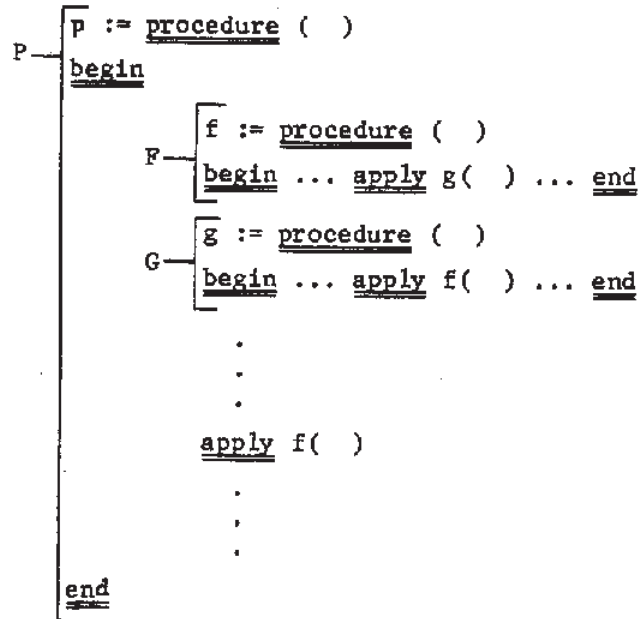 p := procedure ( )
P
begin
f := procedure ( )
F
begin ... apply g( ) ... end
g := procedure ( )
G
begin ... apply f( ) ... end
.
.
.
apply f( )
.
.
.
end